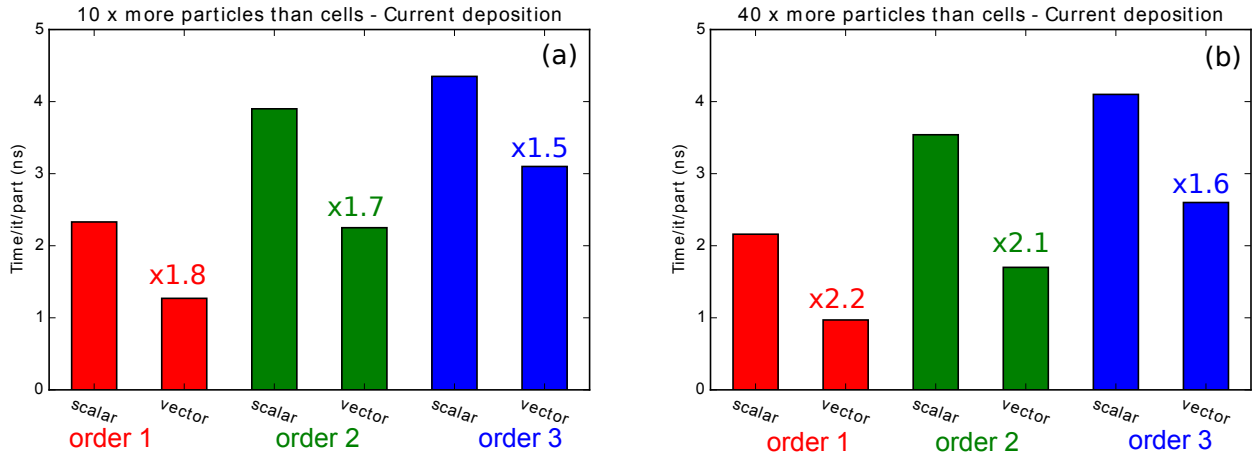 10 x more particles than cells - Current deposition
(a)
Time/it/part (ns)
5
4
3
2
1
0
x1.8
x1.7
x1.5
scalar vector scalar vector scalar vector
order 1 order 2 order 3
40 x more particles than cells - Current deposition
(b)
Time/it/part (ns)
5
4
3
2
1
0
x2.2
x2.1
x1.6
scalar vector scalar vector scalar vector
order 1 order 2 order 3